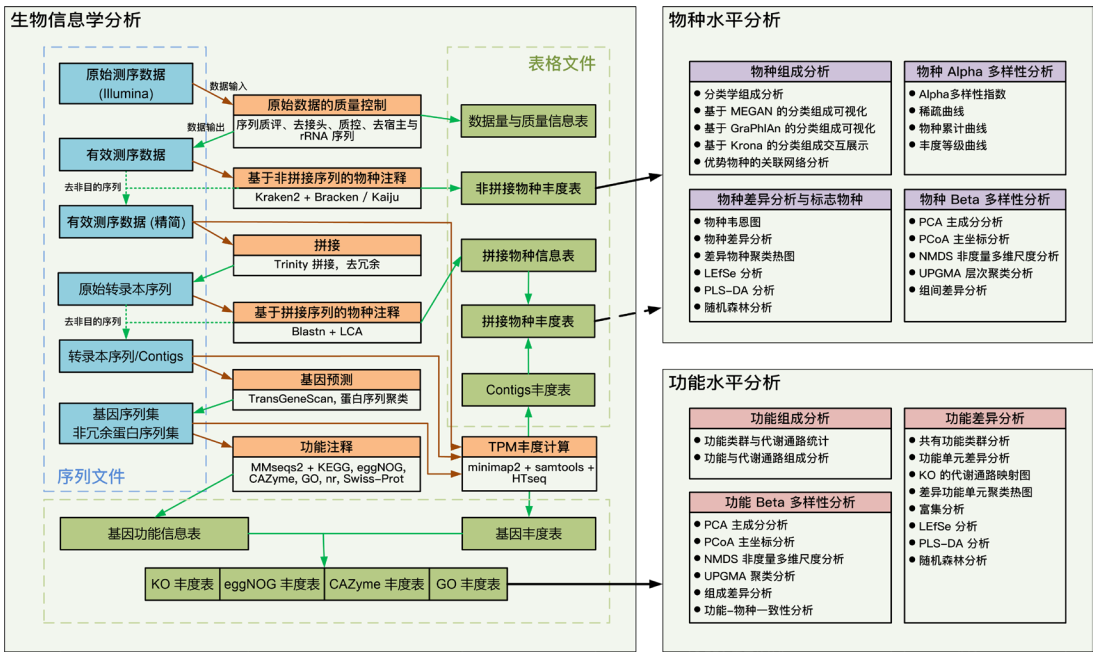 生物信息学分析
序列文件
表格文件
原始测序数据
(Illumina)
数据输入
原始数据的质量控制
序列质评、去接头、质控、去宿主与
rRNA 序列
数据输出
数据量与质量信息表
有效测序数据
去非目的序列
基于非拼接序列的物种注释
Kraken2 + Bracken / Kaiju
非拼接物种丰度表
有效测序数据 (精简)
拼接
Trinity 拼接, 去冗余
拼接物种信息表
原始转录本序列
去非目的序列
基于拼接序列的物种注释
Blastn + LCA
拼接物种丰度表
转录本序列/Contigs
基因预测
TransGeneScan, 蛋白序列聚类
Contigs丰度表
基因序列集
非冗余蛋白序列集
功能注释
MMseqs2 + KEGG, eggNOG,
CAZyme, GO, nr, Swiss-Prot
TPM丰度计算
minimap2 + samtools +
HTseq
基因功能信息表
基因丰度表
KO 丰度表
eggNOG 丰度表
CAZyme 丰度表
GO 丰度表
物种水平分析
物种组成分析
● 分类学组成分析
● 基于 MEGAN 的分类组成可视化
● 基于 GraPhlAn 的分类组成可视化
● 基于 Krona 的分类组成交互展示
● 优势物种的关联网络分析
物种 Alpha 多样性分析
● Alpha多样性指数
● 稀疏曲线
● 物种累计曲线
● 丰度等级曲线
物种差异分析与标志物种
● 物种韦恩图
● 物种差异分析
● 差异物种聚类热图
● LEfSe 分析
● PLS-DA 分析
● 随机森林分析
物种 Beta 多样性分析
● PCA 主成分分析
● PCoA 主坐标分析
● NMDS 非度量多维尺度分析
● UPGMA 层次聚类分析
● 组间差异分析
功能水平分析
功能组成分析
● 功能类群与代谢通路统计
● 功能与代谢通路组成分析
功能 Beta 多样性分析
● PCA 主成分分析
● PCoA 主坐标分析
● NMDS 非度量多维尺度分析
● UPGMA 聚类分析
● 组成差异分析
● 功能-物种一致性分析
功能差异分析
● 共有功能类群分析
● 功能单元差异分析
● KO 的代谢通路映射图
● 差异功能单元聚类热图
● 富集分析
● LEfSe 分析
● PLS-DA 分析
● 随机森林分析